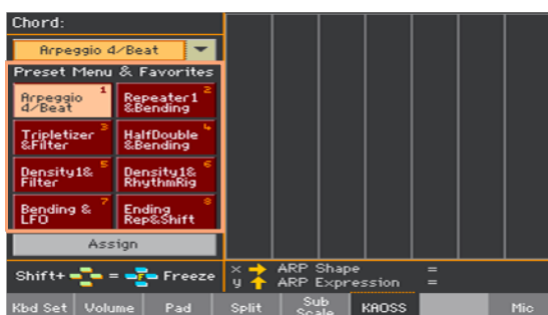 Chord:
Arpeggio 4/Beat
Preset Menu & Favorites
Arpeggio 4/Beat 1
Repeater1 &Bending 2
Tripletizer &Filter 3
HalfDouble &Bending 4
Density1& Filter 5
Density1& RhythmRig 6
Bending & LFO 7
Ending Rep&Shift 8
Assign
Shift+ = Freeze
x ARP Shape =
y ARP Expression =
Kbd Set Volume Pad Split Sub Scale KAOSS Mic